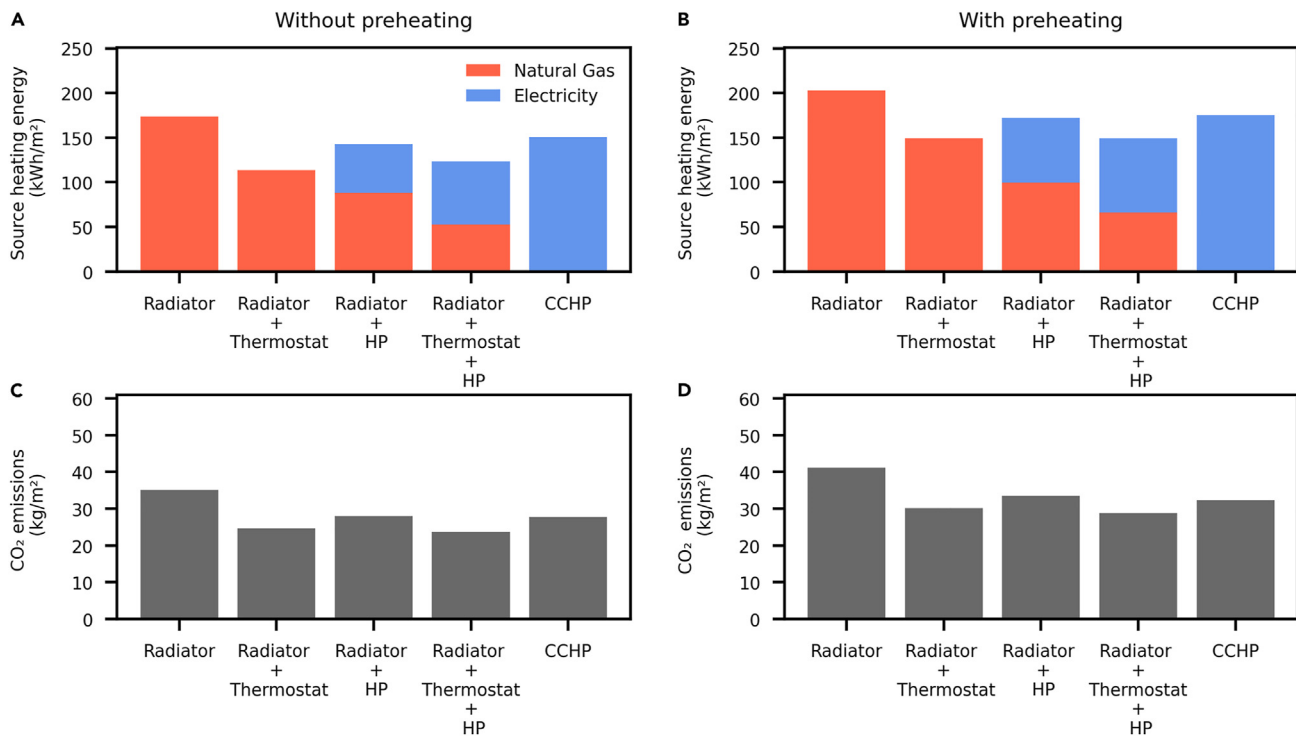 A
Without preheating
Source heating energy
(kWh/m²)
250
200
150
100
50
0
Natural Gas
Electricity
Radiator
Radiator
+
Thermostat
Radiator
+
HP
Radiator
+
Thermostat
+
HP
CCHP
B
With preheating
Source heating energy
(kWh/m²)
250
200
150
100
50
0
Radiator
Radiator
+
Thermostat
Radiator
+
HP
Radiator
+
Thermostat
+
HP
CCHP
C
CO₂ emissions
(kg/m²)
60
50
40
30
20
10
0
Radiator
Radiator
+
Thermostat
Radiator
+
HP
Radiator
+
Thermostat
+
HP
CCHP
D
CO₂ emissions
(kg/m²)
60
50
40
30
20
10
0
Radiator
Radiator
+
Thermostat
Radiator
+
HP
Radiator
+
Thermostat
+
HP
CCHP